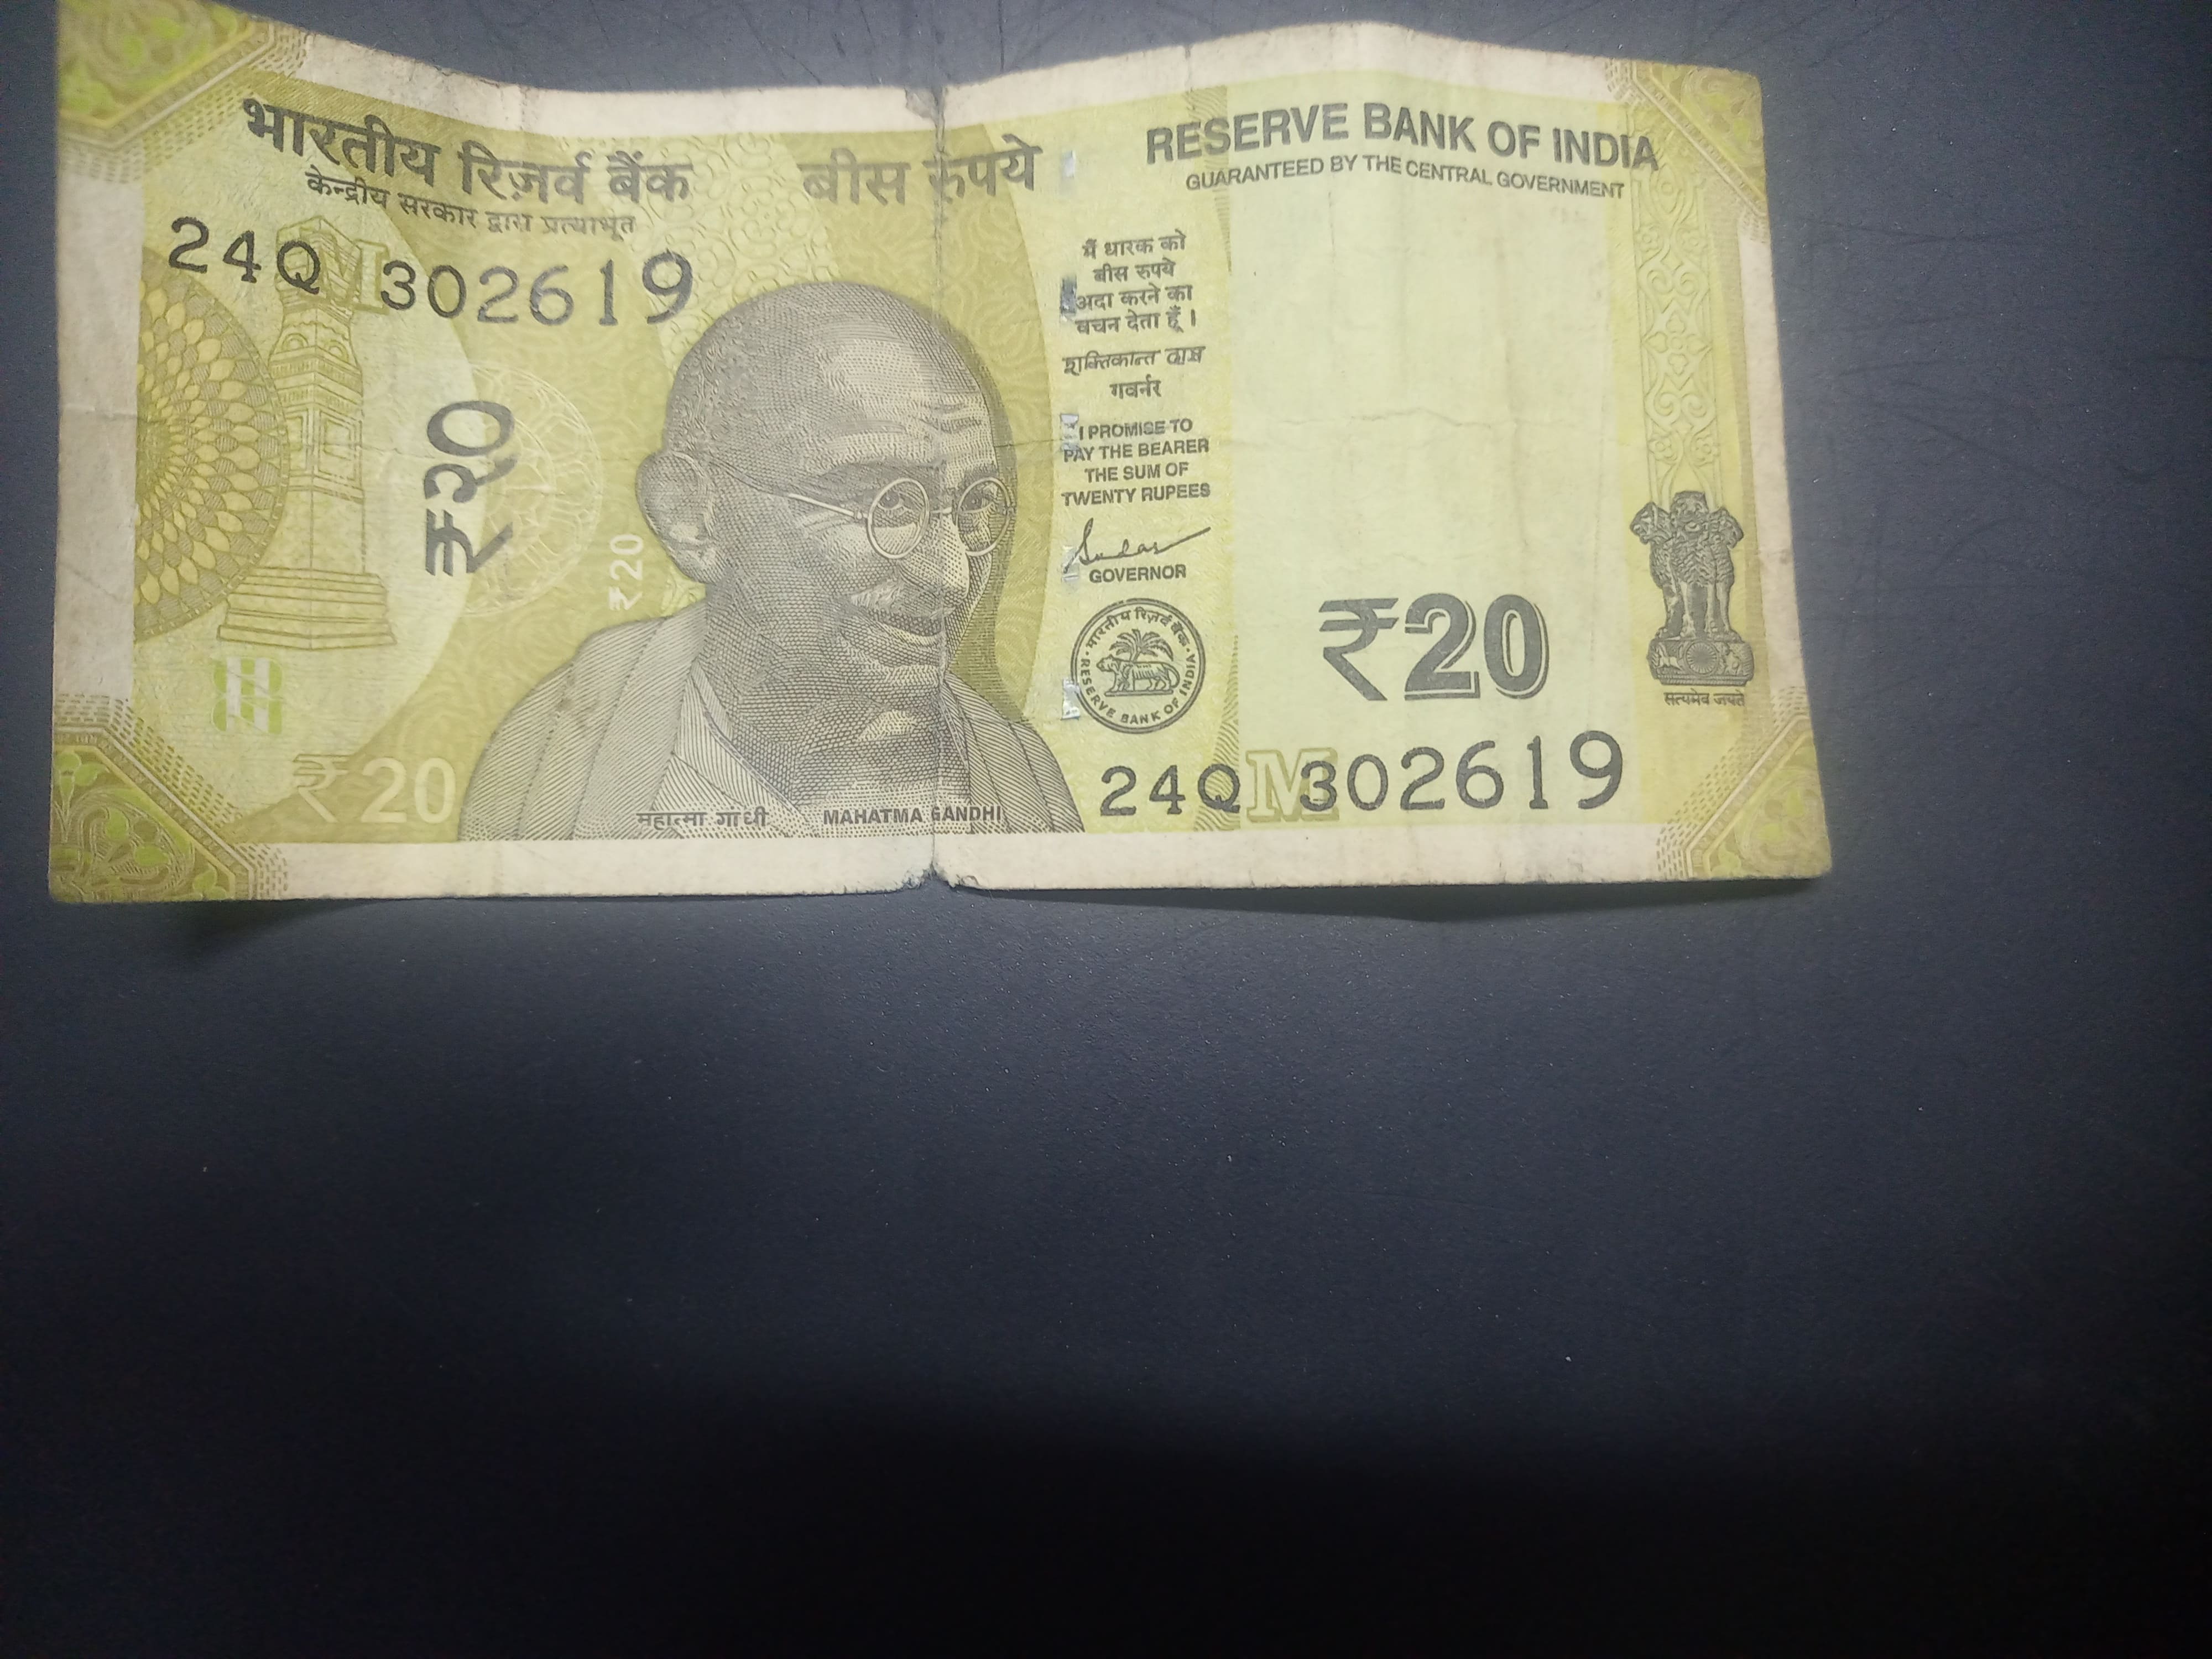 भारतीय रिज़र्व बैंक
केन्द्रीय सरकार द्वारा प्रत्याभूत
24Q 302619
₹२०
₹20
₹20
महात्मा गांधी MAHATMA GANDHI
बीस रुपये
मैं धारक को
बीस रुपये
अदा करने का
वचन देता हूँ ।
शक्तिकान्त दास
गवर्नर
I PROMISE TO
PAY THE BEARER
THE SUM OF
TWENTY RUPEES
GOVERNOR
भारतीय रिज़र्व बैंक
RESERVE BANK OF INDIA
RESERVE BANK OF INDIA
GUARANTEED BY THE CENTRAL GOVERNMENT
₹20
सत्यमेव जयते
24Q M 302619